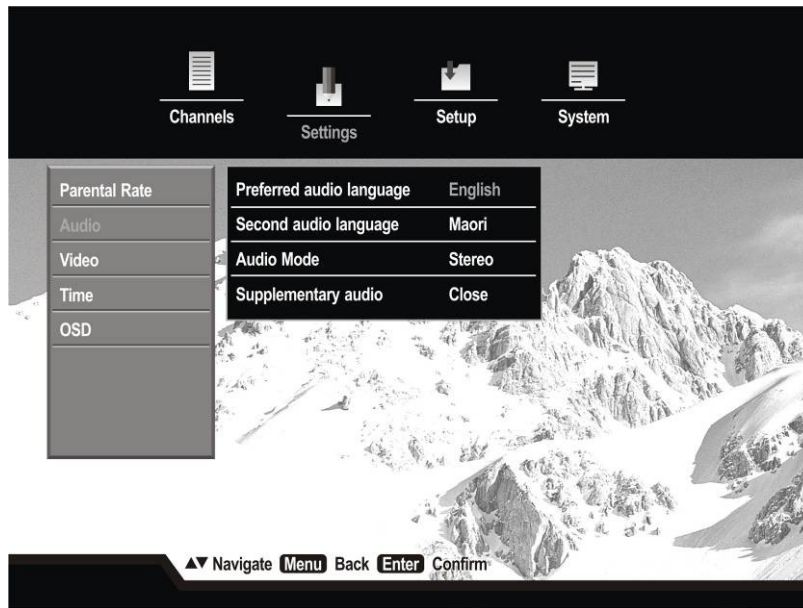 Channels
Settings
Setup
System
Parental Rate
Audio
Video
Time
OSD
Preferred audio language English
Second audio language Maori
Audio Mode Stereo
Supplementary audio Close
▲▼ Navigate Menu Back Enter Confirm